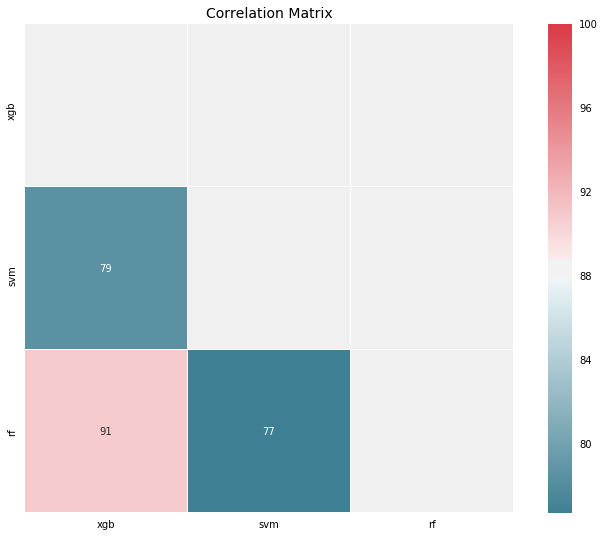 Correlation Matrix
xgb
svm
rf
79
91
77
xgb
svm
rf
100
96
92
88
84
80